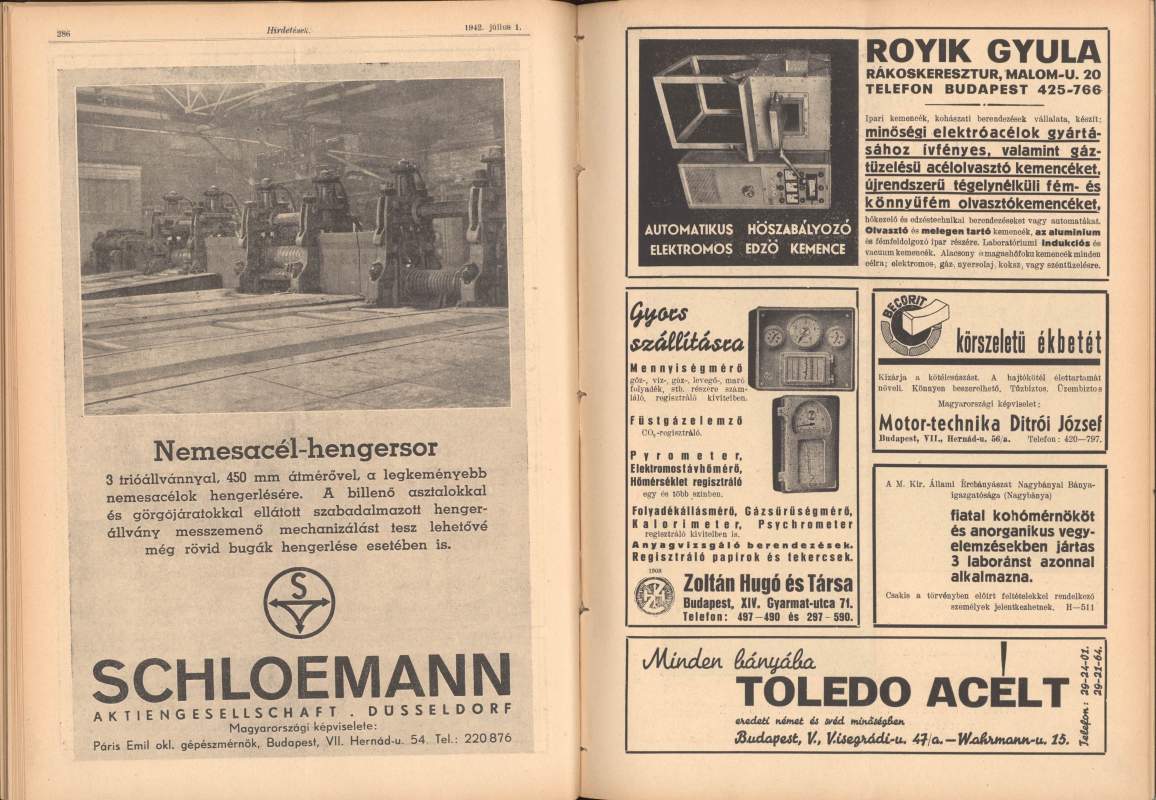 286
Hirdetések.
1942. július 1.
Nemesacél-hengersor
3 trióállvánnyal, 450 mm átmérővel, a legkeményebb
nemesacélok hengerlésére. A billenő asztalokkal
és görgőjáratokkal ellátott szabadalmazott henger-
állvány messzemenő mechanizálást tesz lehetővé
még rövid bugák hengerlése esetében is.
S
SCHLOEMANN
AKTIENGESELLSCHAFT . DÜSSELDORF
Magyarországi képviselete:
Páris Emil okl. gépészmérnök, Budapest, VII. Hernád-u. 54. Tel.: 220876
AUTOMATIKUS HŐSZABÁLYOZÓ
ELEKTROMOS EDZŐ KEMENCE
ROYIK GYULA
RÁKOSKERESZTUR, MALOM-U. 20
TELEFON BUDAPEST 425-766
Ipari kemencék, kohászati berendezések vállalata, készit:
minőségi elektróacélok gyártá-
sához ívfényes, valamint gáz-
tüzelésü acélolvasztó kemencéket,
újrendszerű tégelynélküli fém- és
könnyűfém olvasztókemencéket,
hőkezelő és edzéstechnikai berendezéseket vagy automatákat.
Olvasztó és melegen tartó kemencék, az aluminium
és fémfeldolgozó ipar részére. Laboratóriumi indukciós és
vacuum kemencék. Alacsony és magashőfoku kemencék minden
célra; elektromos-, gáz-, nyersolaj, koksz, vagy széntüzelésre.
Gyors
szállításra
Mennyiségmérő
gőz-, víz-, gáz-, levegő-, maró
folyadék, stb. részére szám-
láló, regisztráló kivitelben.
Füstgázelemző
CO₂-regisztráló.
Pyrometer,
Elektromostávhőmérő,
Hőmérséklet regisztráló
egy és több színben.
Folyadékállásmérő, Gázsűrűségmérő,
Kalorimeter, Psychrometer
regisztráló kivitelben is.
Anyagvizsgáló berendezések.
Regisztráló papirok és tekercsek.
1908
Zoltán Hugó és Társa
Budapest, XIV. Gyarmat-utca 71.
Telefon: 497-490 és 297-590.
BECORIT
körszeletü ékbetét
Kizárja a kötélcsúszást. A hajtókötél élettartamát
növeli. Könnyen beszerelhető. Tűzbiztos. Üzembiztos
Magyarországi képviselet:
Motor-technika Ditrói József
Budapest, VII., Hernád-u. 56/a. Telefon: 420—797.
A M. Kir. Állami Ércbányászat Nagybányai Bánya-
igazgatósága (Nagybánya)
fiatal kohómérnököt
és anorganikus vegy-
elemzésekben jártas
3 laboránst azonnal
alkalmazna.
Csakis a törvényben előírt feltételekkel rendelkező
személyek jelentkezhetnek. H—511
Minden bányába
TOLEDO ACÉLT
eredeti német és svéd minőségben
Budapest, V., Visegrádi-u. 47/a. — Wahrmann-u. 15.
Telefon: 29-24-01.
29-21-64.